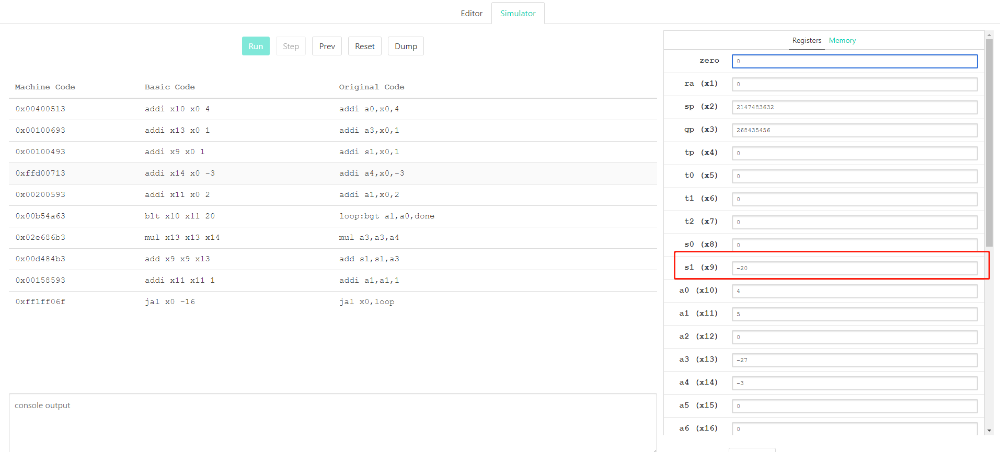 Editor Simulator
Run Step Prev Reset Dump
Machine Code Basic Code Original Code
0x00400513 addi x10 x0 4 addi a0,x0,4
0x00100693 addi x13 x0 1 addi a3,x0,1
0x00100493 addi x9 x0 1 addi s1,x0,1
0xffd00713 addi x14 x0 -3 addi a4,x0,-3
0x00200593 addi x11 x0 2 addi a1,x0,2
0x00b54a63 blt x10 x11 20 loop:bgt a1,a0,done
0x02e686b3 mul x13 x13 x14 mul a3,a3,a4
0x00d484b3 add x9 x9 x13 add s1,s1,a3
0x00158593 addi x11 x11 1 addi a1,a1,1
0xff1ff06f jal x0 -16 jal x0,loop
console output
Registers Memory
zero 0
ra (x1) 0
sp (x2) 2147483632
gp (x3) 268435456
tp (x4) 0
t0 (x5) 0
t1 (x6) 0
t2 (x7) 0
s0 (x8) 0
s1 (x9) -20
a0 (x10) 4
a1 (x11) 5
a2 (x12) 0
a3 (x13) -27
a4 (x14) -3
a5 (x15) 0
a6 (x16) 0